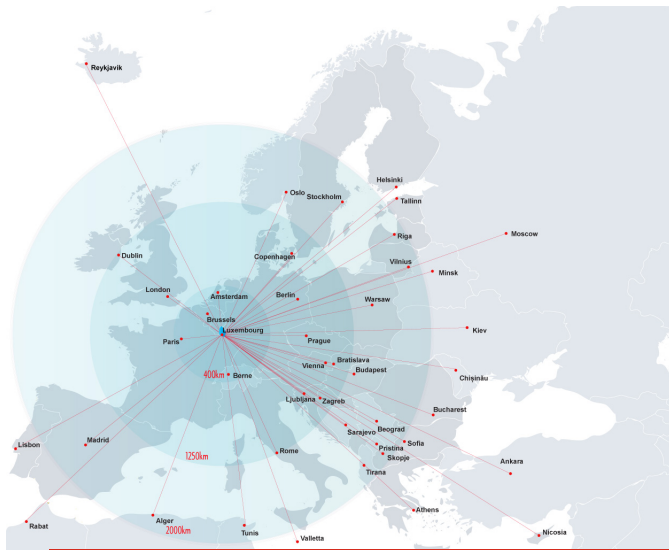 Reykjavik
Helsinki
Oslo
Stockholm
Tallinn
Riga
Moscow
Dublin
Copenhagen
Vilnius
Minsk
London
Amsterdam
Berlin
Warsaw
Brussels
Luxembourg
Kiev
Paris
Prague
Vienna
Bratislava
400km
Berne
Budapest
Chișinău
Ljubljana
Zagreb
Bucharest
Beograd
Sarajevo
Lisbon
Madrid
Pristina
Sofia
1250km
Rome
Skopje
Ankara
Tirana
Athens
Rabat
Alger
2000km
Tunis
Valletta
Nicosia